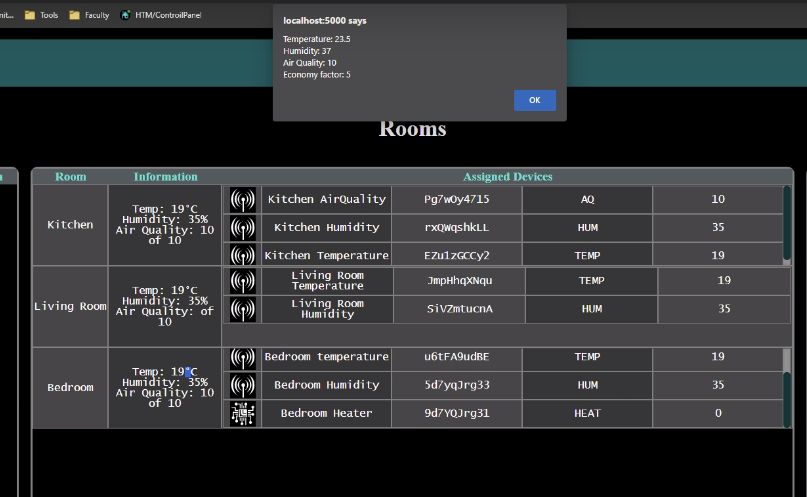 localhost:5000 says
Temperature: 23.5
Humidity: 37
Air Quality: 10
Economy factor: 5
OK
Tools Faculty HTM/ControilPanel
Rooms
Room Information Assigned Devices
Kitchen
Temp: 19°C
Humidity: 35%
Air Quality: 10
of 10
Kitchen AirQuality Pg7wOy4715 AQ 10
Kitchen Humidity rxQWqshkLL HUM 35
Kitchen Temperature EZu1zGCCy2 TEMP 19
Living Room
Temp: 19°C
Humidity: 35%
Air Quality: of
10
Living Room
Temperature JmpHhqXNqu TEMP 19
Living Room
Humidity SiVZmtucnA HUM 35
Bedroom
Temp: 19°C
Humidity: 35%
Air Quality: 10
of 10
Bedroom temperature u6tFA9udBE TEMP 19
Bedroom Humidity 5d7yqJrg33 HUM 35
Bedroom Heater 9d7YQJrg31 HEAT 0